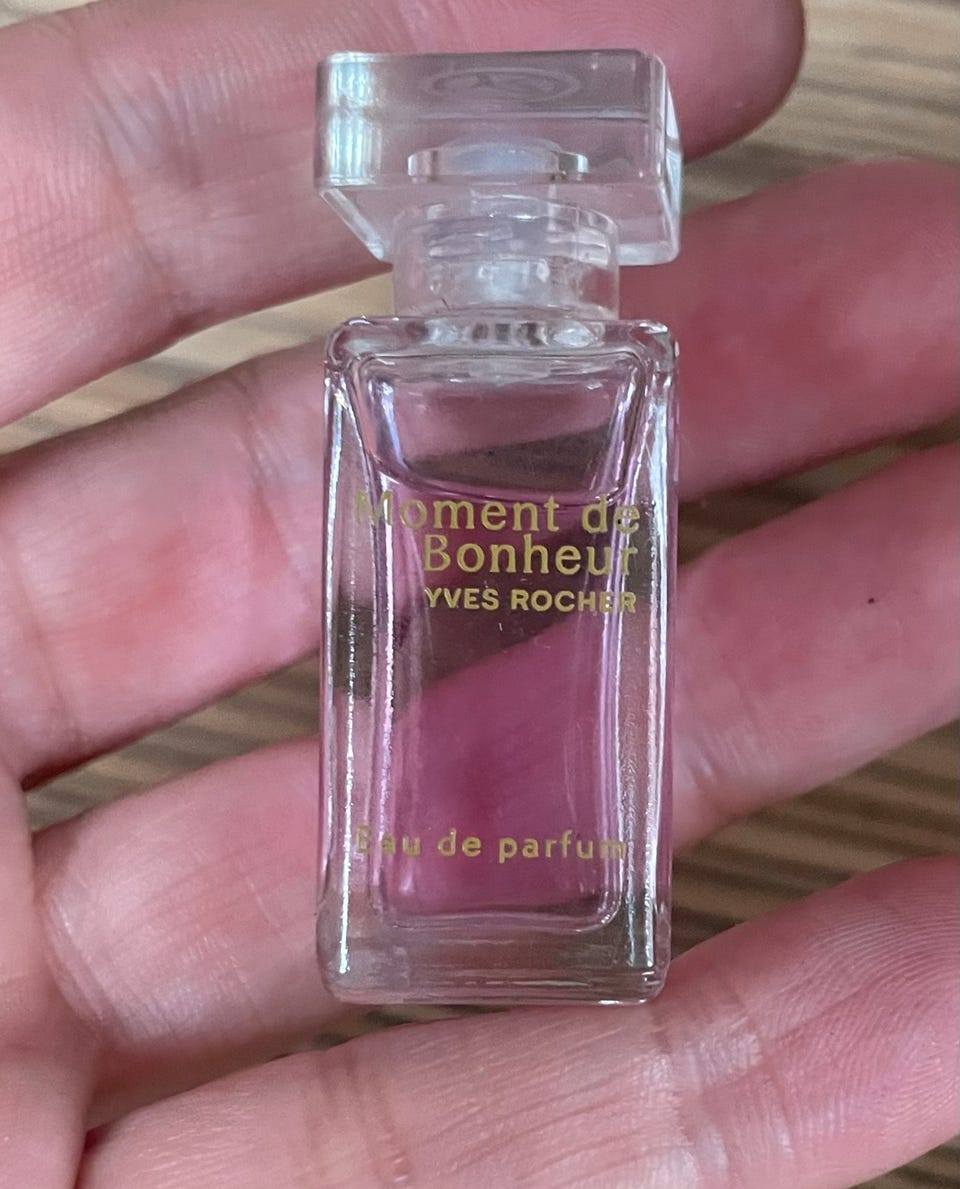 Moment de
Bonheur
YVES ROCHER
Eau de parfum